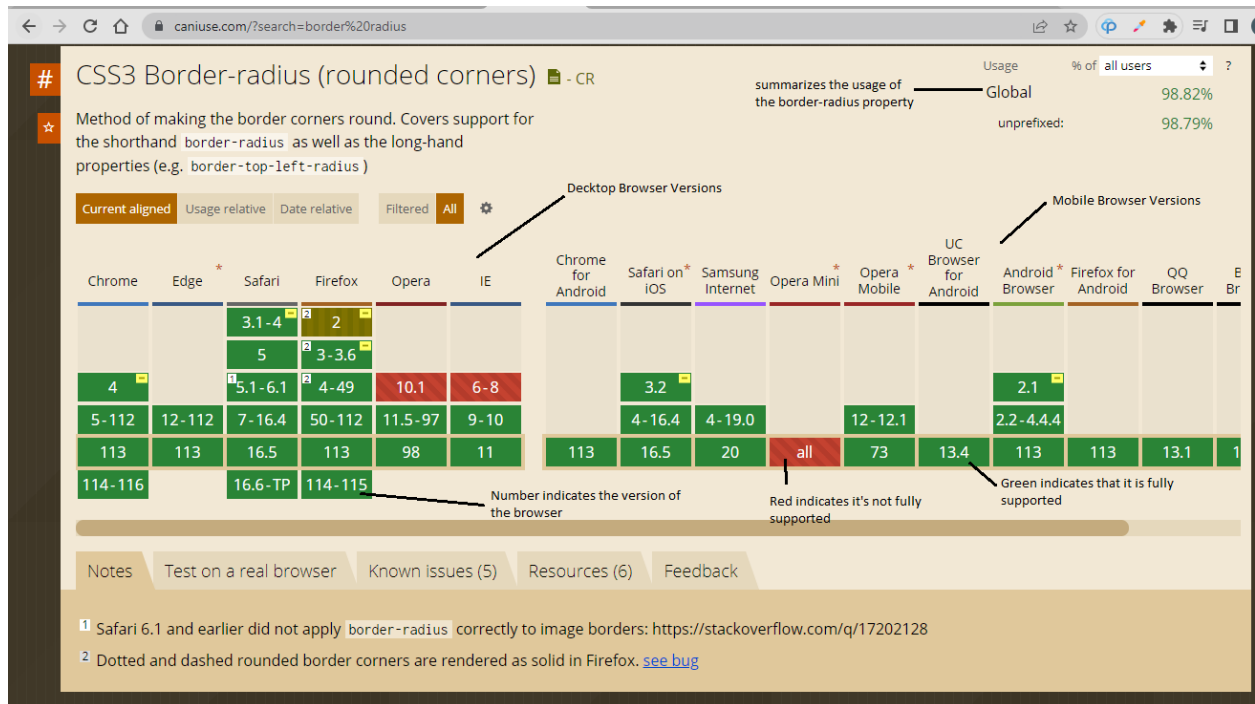 caniuse.com/?search=border%20radius
#
CSS3 Border-radius (rounded corners) - CR
Method of making the border corners round. Covers support for
the shorthand border-radius as well as the long-hand
properties (e.g. border-top-left-radius)
summarizes the usage of
the border-radius property
Usage % of all users ?
Global 98.82%
unprefixed: 98.79%
Current aligned Usage relative Date relative Filtered All
Decktop Browser Versions
Mobile Browser Versions
Chrome Edge * Safari Firefox Opera IE
Chrome
for
Android
Safari on *
iOS
Samsung
Internet
Opera Mini *
Opera *
Mobile
UC
Browser
for
Android
Android *
Browser
Firefox for
Android
QQ
Browser
B
Br
3.1-4 2 2
5 2 3-3.6
4 1 5.1-6.1 2 4-49 10.1 6-8 3.2 2.1
5-112 12-112 7-16.4 50-112 11.5-97 9-10 4-16.4 4-19.0 12-12.1 2.2-4.4.4
113 113 16.5 113 98 11 113 16.5 20 all 73 13.4 113 113 13.1 1
114-116 16.6-TP 114-115
Number indicates the version of
the browser
Red indicates it's not fully
supported
Green indicates that it is fully
supported
Notes Test on a real browser Known issues (5) Resources (6) Feedback
1 Safari 6.1 and earlier did not apply border-radius correctly to image borders: https://stackoverflow.com/q/17202128
2 Dotted and dashed rounded border corners are rendered as solid in Firefox. see bug